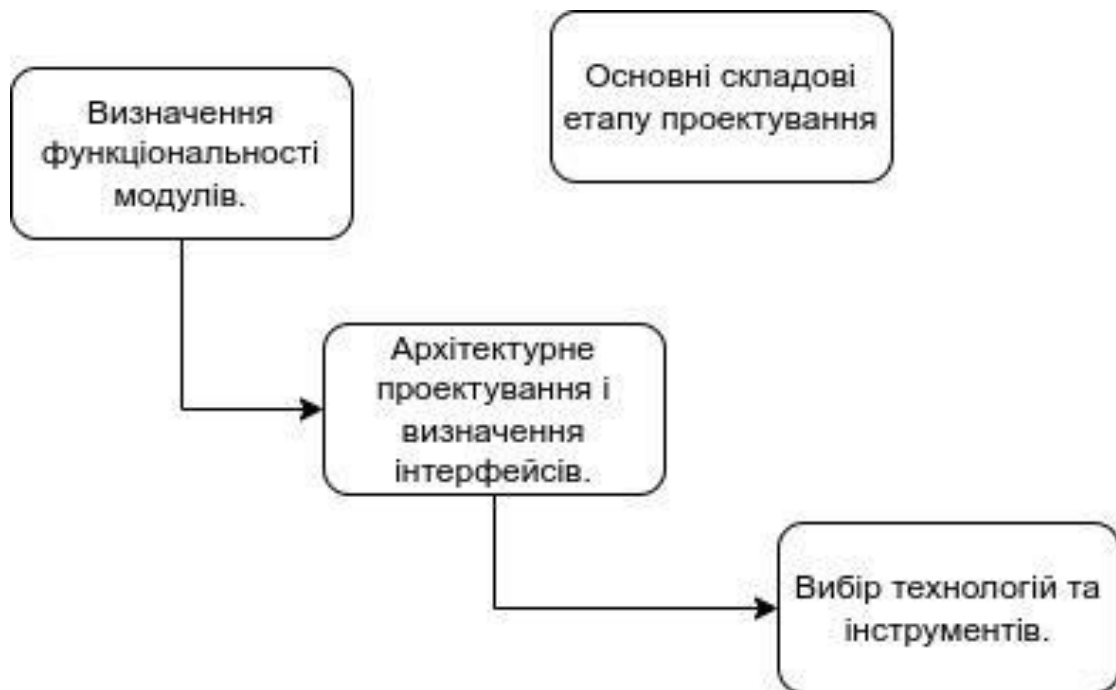 Основні складові
етапу проектування
Визначення
функціональності
модулів.
Архітектурне
проектування і
визначення
інтерфейсів.
Вибір технологій та
інструментів.